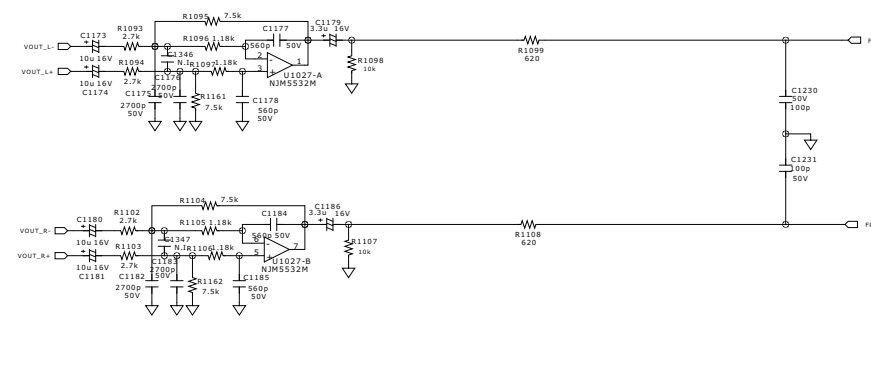 R1095 7.5k
C1173
R1093
2.7k
VOUT_L-
10u 16V
R1096 1.18k
C1177
560p 50V
C1179
3.3u 16V
R1098
10k
R1099
620
C1346
N.I.
R1094
2.7k
VOUT_L+
10u 16V
C1174
R1097 1.18k
2
3
1
-
+
U1027-A
NJM5532M
C1175
2700p
50V
C1176
2700p
50V
R1161
7.5k
C1178
560p
50V
C1230
50V
100p
C1231
100p
50V
R1104 7.5k
C1180
R1102
2.7k
VOUT_R-
10u 16V
R1105 1.18k
C1184
560p 50V
C1186
3.3u 16V
R1107
10k
R1108
620
C1347
N.I.
R1103
2.7k
VOUT_R+
10u 16V
C1181
R1106 1.18k
6
5
7
-
+
U1027-B
NJM5532M
C1182
2700p
50V
C1183
2700p
50V
R1162
7.5k
C1185
560p
50V